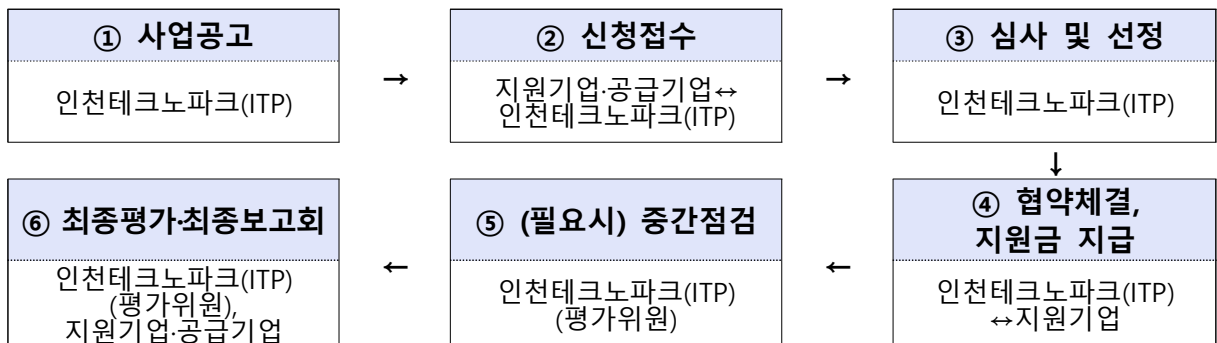 ① 사업공고
인천테크노파크(ITP)
→
② 신청접수
지원기업·공급기업↔
인천테크노파크(ITP)
→
③ 심사 및 선정
인천테크노파크(ITP)
↓
④ 협약체결,
지원금 지급
인천테크노파크(ITP)
↔지원기업
←
⑤ (필요시) 중간점검
인천테크노파크(ITP)
(평가위원)
←
⑥ 최종평가·최종보고회
인천테크노파크(ITP)
(평가위원),
지원기업·공급기업